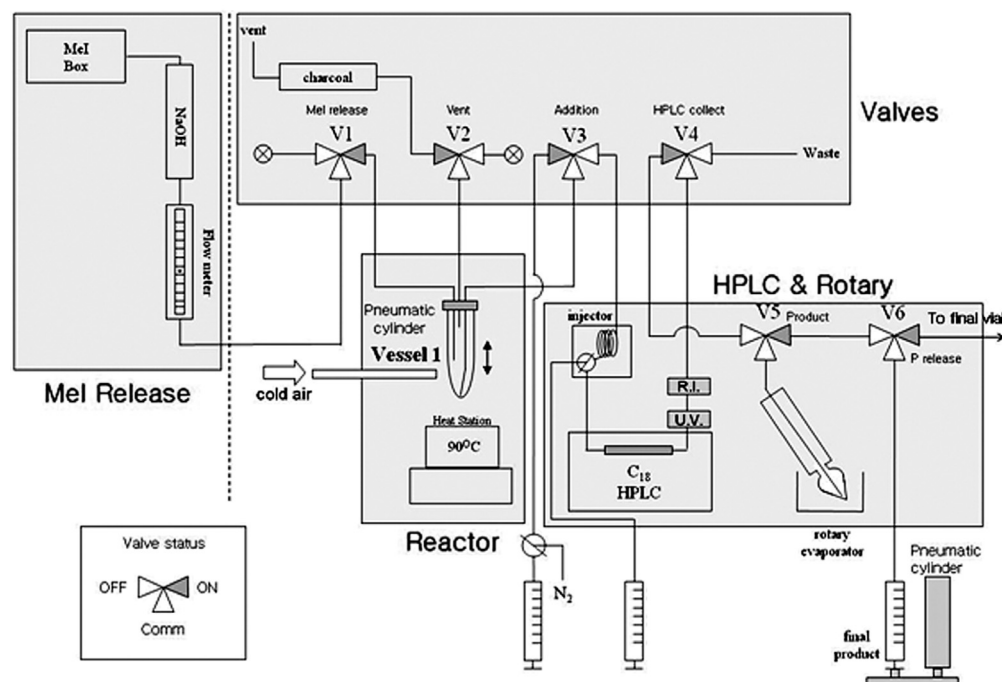 MeI
Box
NaOH
Flow meter
MeI Release
vent
charcoal
Mel release
V1
Vent
V2
Addition
V3
HPLC collect
V4
Waste
Valves
Pneumatic
cylinder
Vessel 1
cold air
Heat Station
90°C
Reactor
HPLC & Rotary
injector
R.I.
U.V.
C18
HPLC
V5
Product
V6
To final vial
P release
rotary
evaporator
N2
Pneumatic
cylinder
final
product
Valve status
OFF
ON
Comm